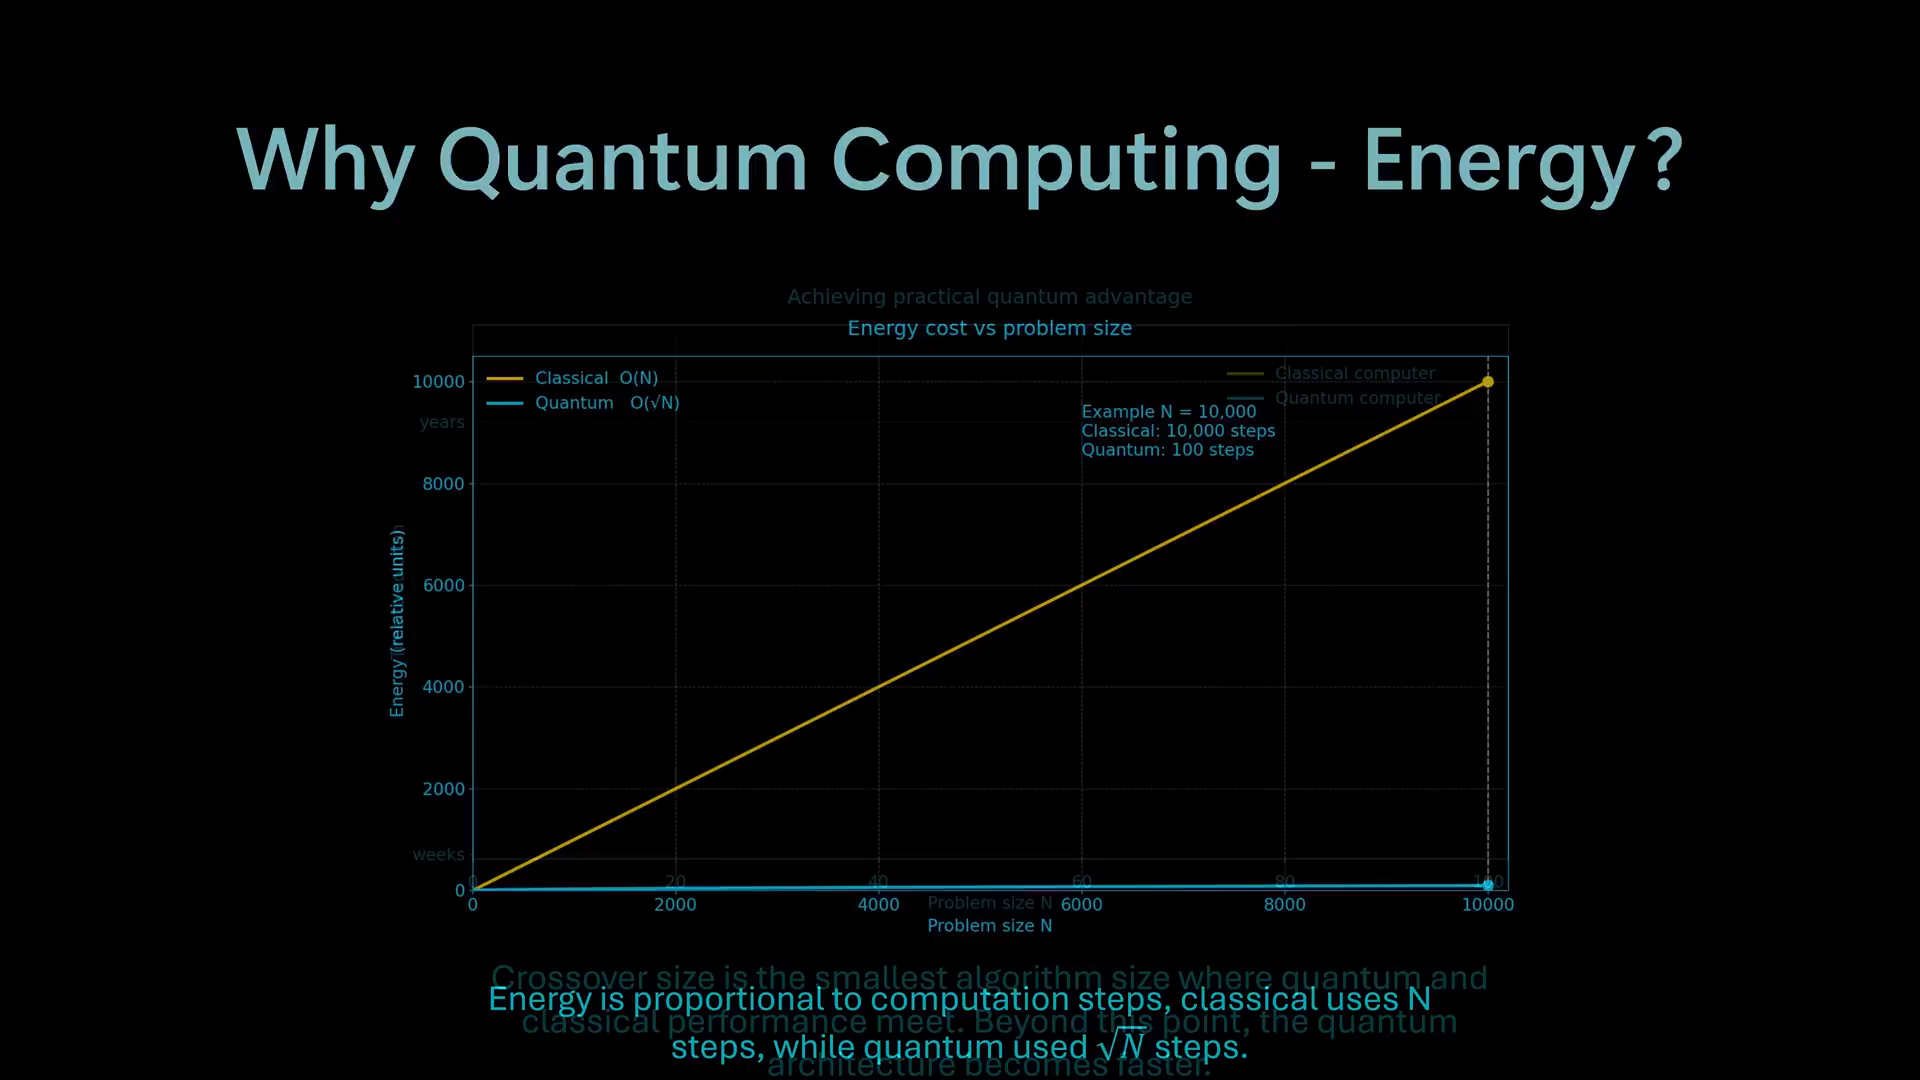 Why Quantum Computing - Energy?
Achieving practical quantum advantage
Energy cost vs problem size
Classical O(N)
Quantum O(√N)
Classical computer
Quantum computer
Example N = 10,000
Classical: 10,000 steps
Quantum: 100 steps
10000
years
8000
6000
4000
2000
weeks
0
Energy (relative units)
0 20 40 60 80 100
0 2000 4000 6000 8000 10000
Problem size N
Problem size N
Crossover size is the smallest algorithm size where quantum and
classical performance meet. Beyond this point, the quantum
architecture becomes faster.
Energy is proportional to computation steps, classical uses N
steps, while quantum used √N steps.